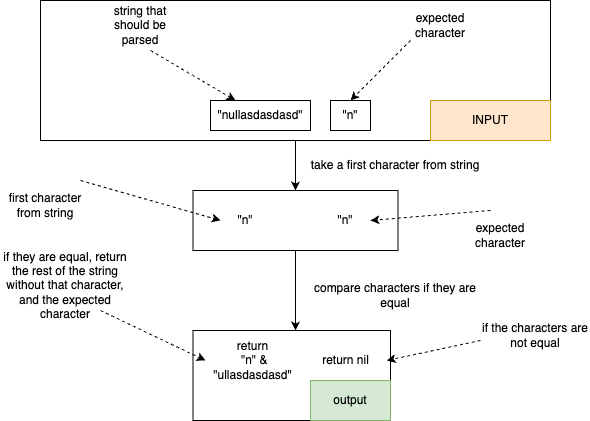 string that
should be
parsed
expected
character
"nullasdasdasd"
"n"
INPUT
take a first character from string
first character
from string
"n"
"n"
expected
character
if they are equal, return
the rest of the string
without that character,
and the expected
character
compare characters if they are
equal
if the characters are
not equal
return
"n" &
"ullasdasdasd"
return nil
output